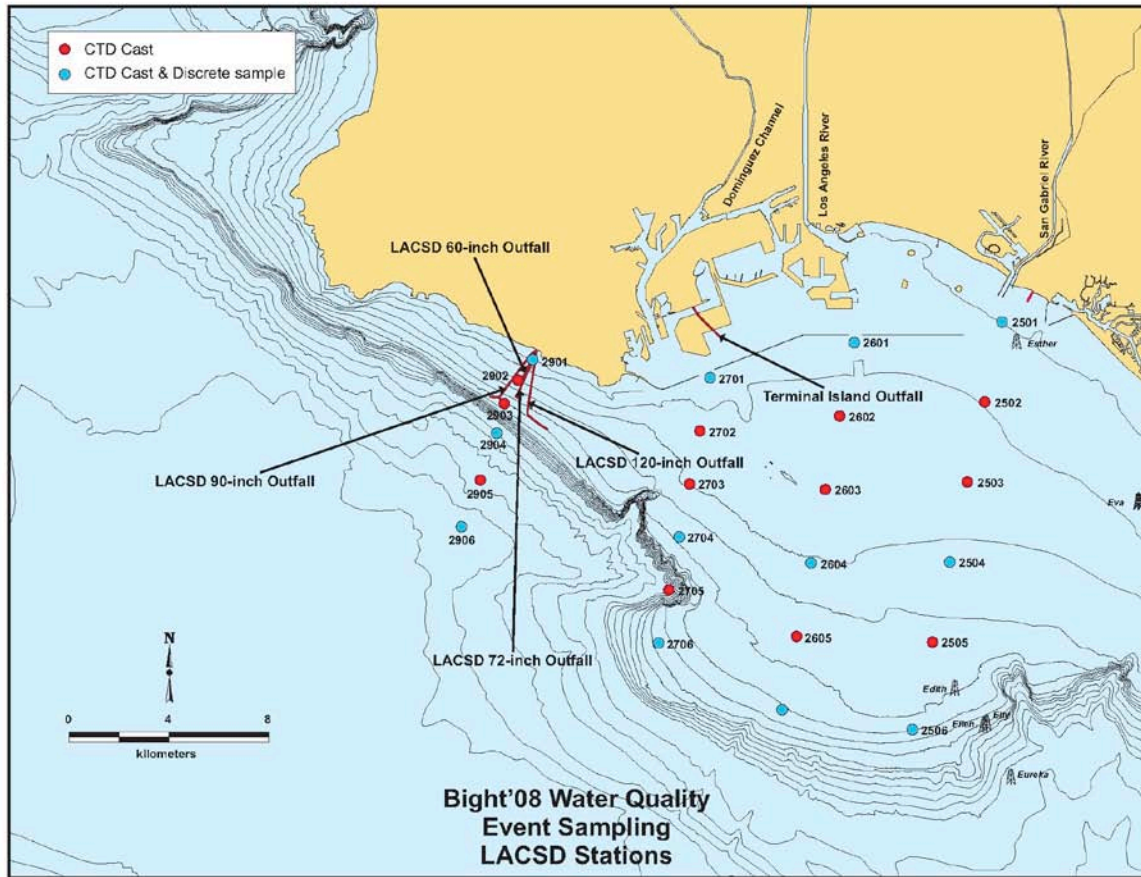 CTD Cast
CTD Cast & Discrete sample
Dominguez Channel
Los Angeles River
San Gabriel River
LACSD 60-inch Outfall
2501
Esther
2601
2901
2902
2701
Terminal Island Outfall
2502
2903
2602
2702
2904
LACSD 120-inch Outfall
LACSD 90-inch Outfall
2905
2703
2603
2503
Eva
2906
2704
2604
2504
2705
2605
2505
2706
LACSD 72-inch Outfall
Edith
N
Elly
Ellen
2506
0 4 8
kilometers
Eureka
Bight'08 Water Quality
Event Sampling
LACSD Stations